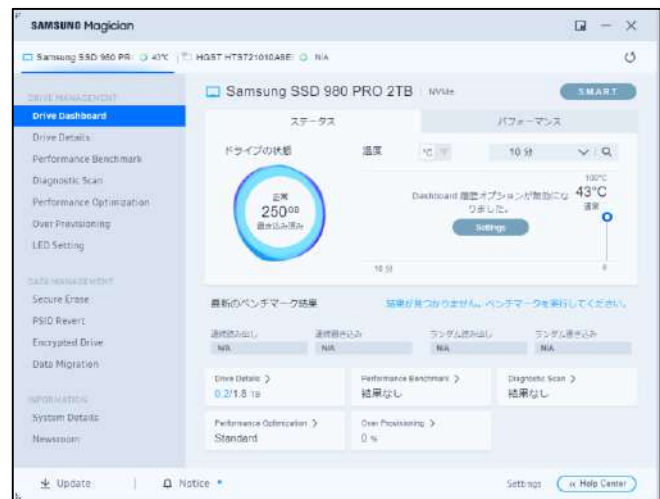 SAMSUNG Magician
Samsung SSD 980 PR 43℃ HGST HTS721010A9E N/A
DRIVE MANAGEMENT
Drive Dashboard
Drive Details
Performance Benchmark
Diagnostic Scan
Performance Optimization
Over Provisioning
LED Setting
DATA MANAGEMENT
Secure Erase
PSID Revert
Encrypted Drive
Data Migration
INFORMATION
System Details
Newsroom
Samsung SSD 980 PRO 2TB NVMe S.M.A.R.T
ステータス パフォーマンス
ドライブの状態
正常
250 GB
書き込み済み
温度 °C °F 10 分
Dashboard 履歴オプションが無効になりました。
Settings
100°C
43°C
通常
10 分 0
最新のベンチマーク結果 結果が見つかりません。ベンチマークを実行してください。
連続読み出し 連続書き込み ランダム読み出し ランダム書き込み
N/A N/A N/A N/A
Drive Details > Performance Benchmark > Diagnostic Scan >
0.2/1.8 TB 結果なし 結果なし
Performance Optimization > Over Provisioning >
Standard 0 %
Update Notice Settings Help Center